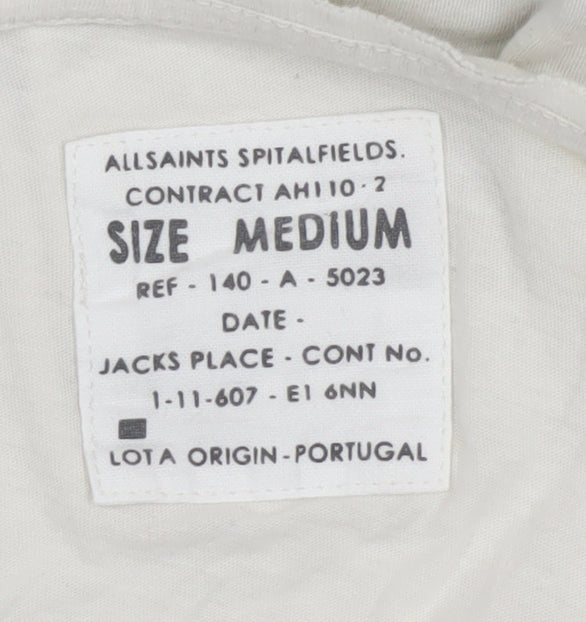 ALLSAINTS SPITALFIELDS.
CONTRACT AH110-2
SIZE MEDIUM
REF - 140 - A - 5023
DATE -
JACKS PLACE - CONT No.
1-11-607 - E1 6NN
LOT A ORIGIN-PORTUGAL